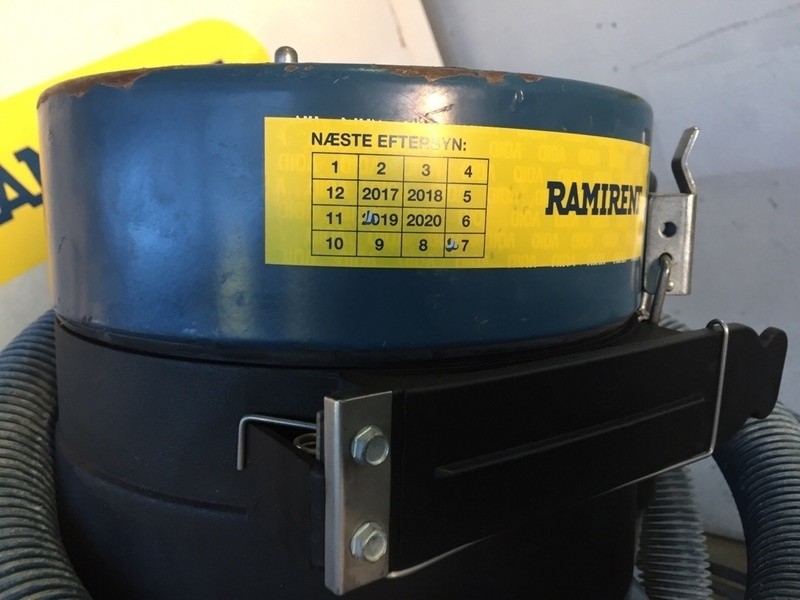 NÆSTE EFTERSYN:
1 2 3 4
12 2017 2018 5
11 2019 2020 6
10 9 8 7
RAMIRENT